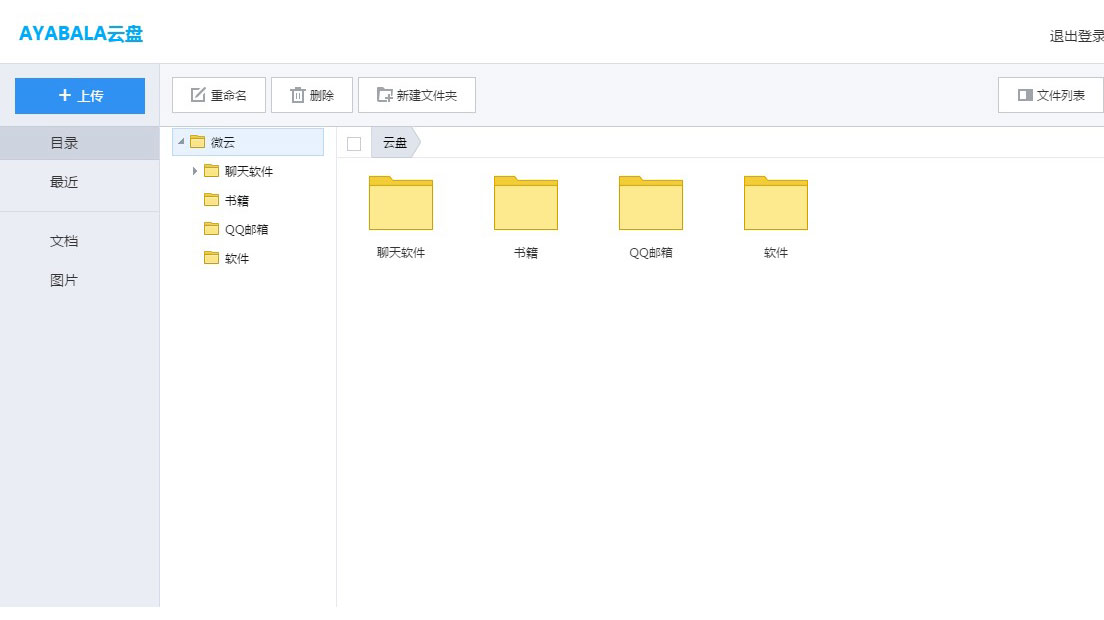 AYABALA云盘
退出登录
上传
重命名
删除
新建文件夹
文件列表
目录
最近
文档
图片
微云
聊天软件
书籍
QQ邮箱
软件
云盘
聊天软件
书籍
QQ邮箱
软件